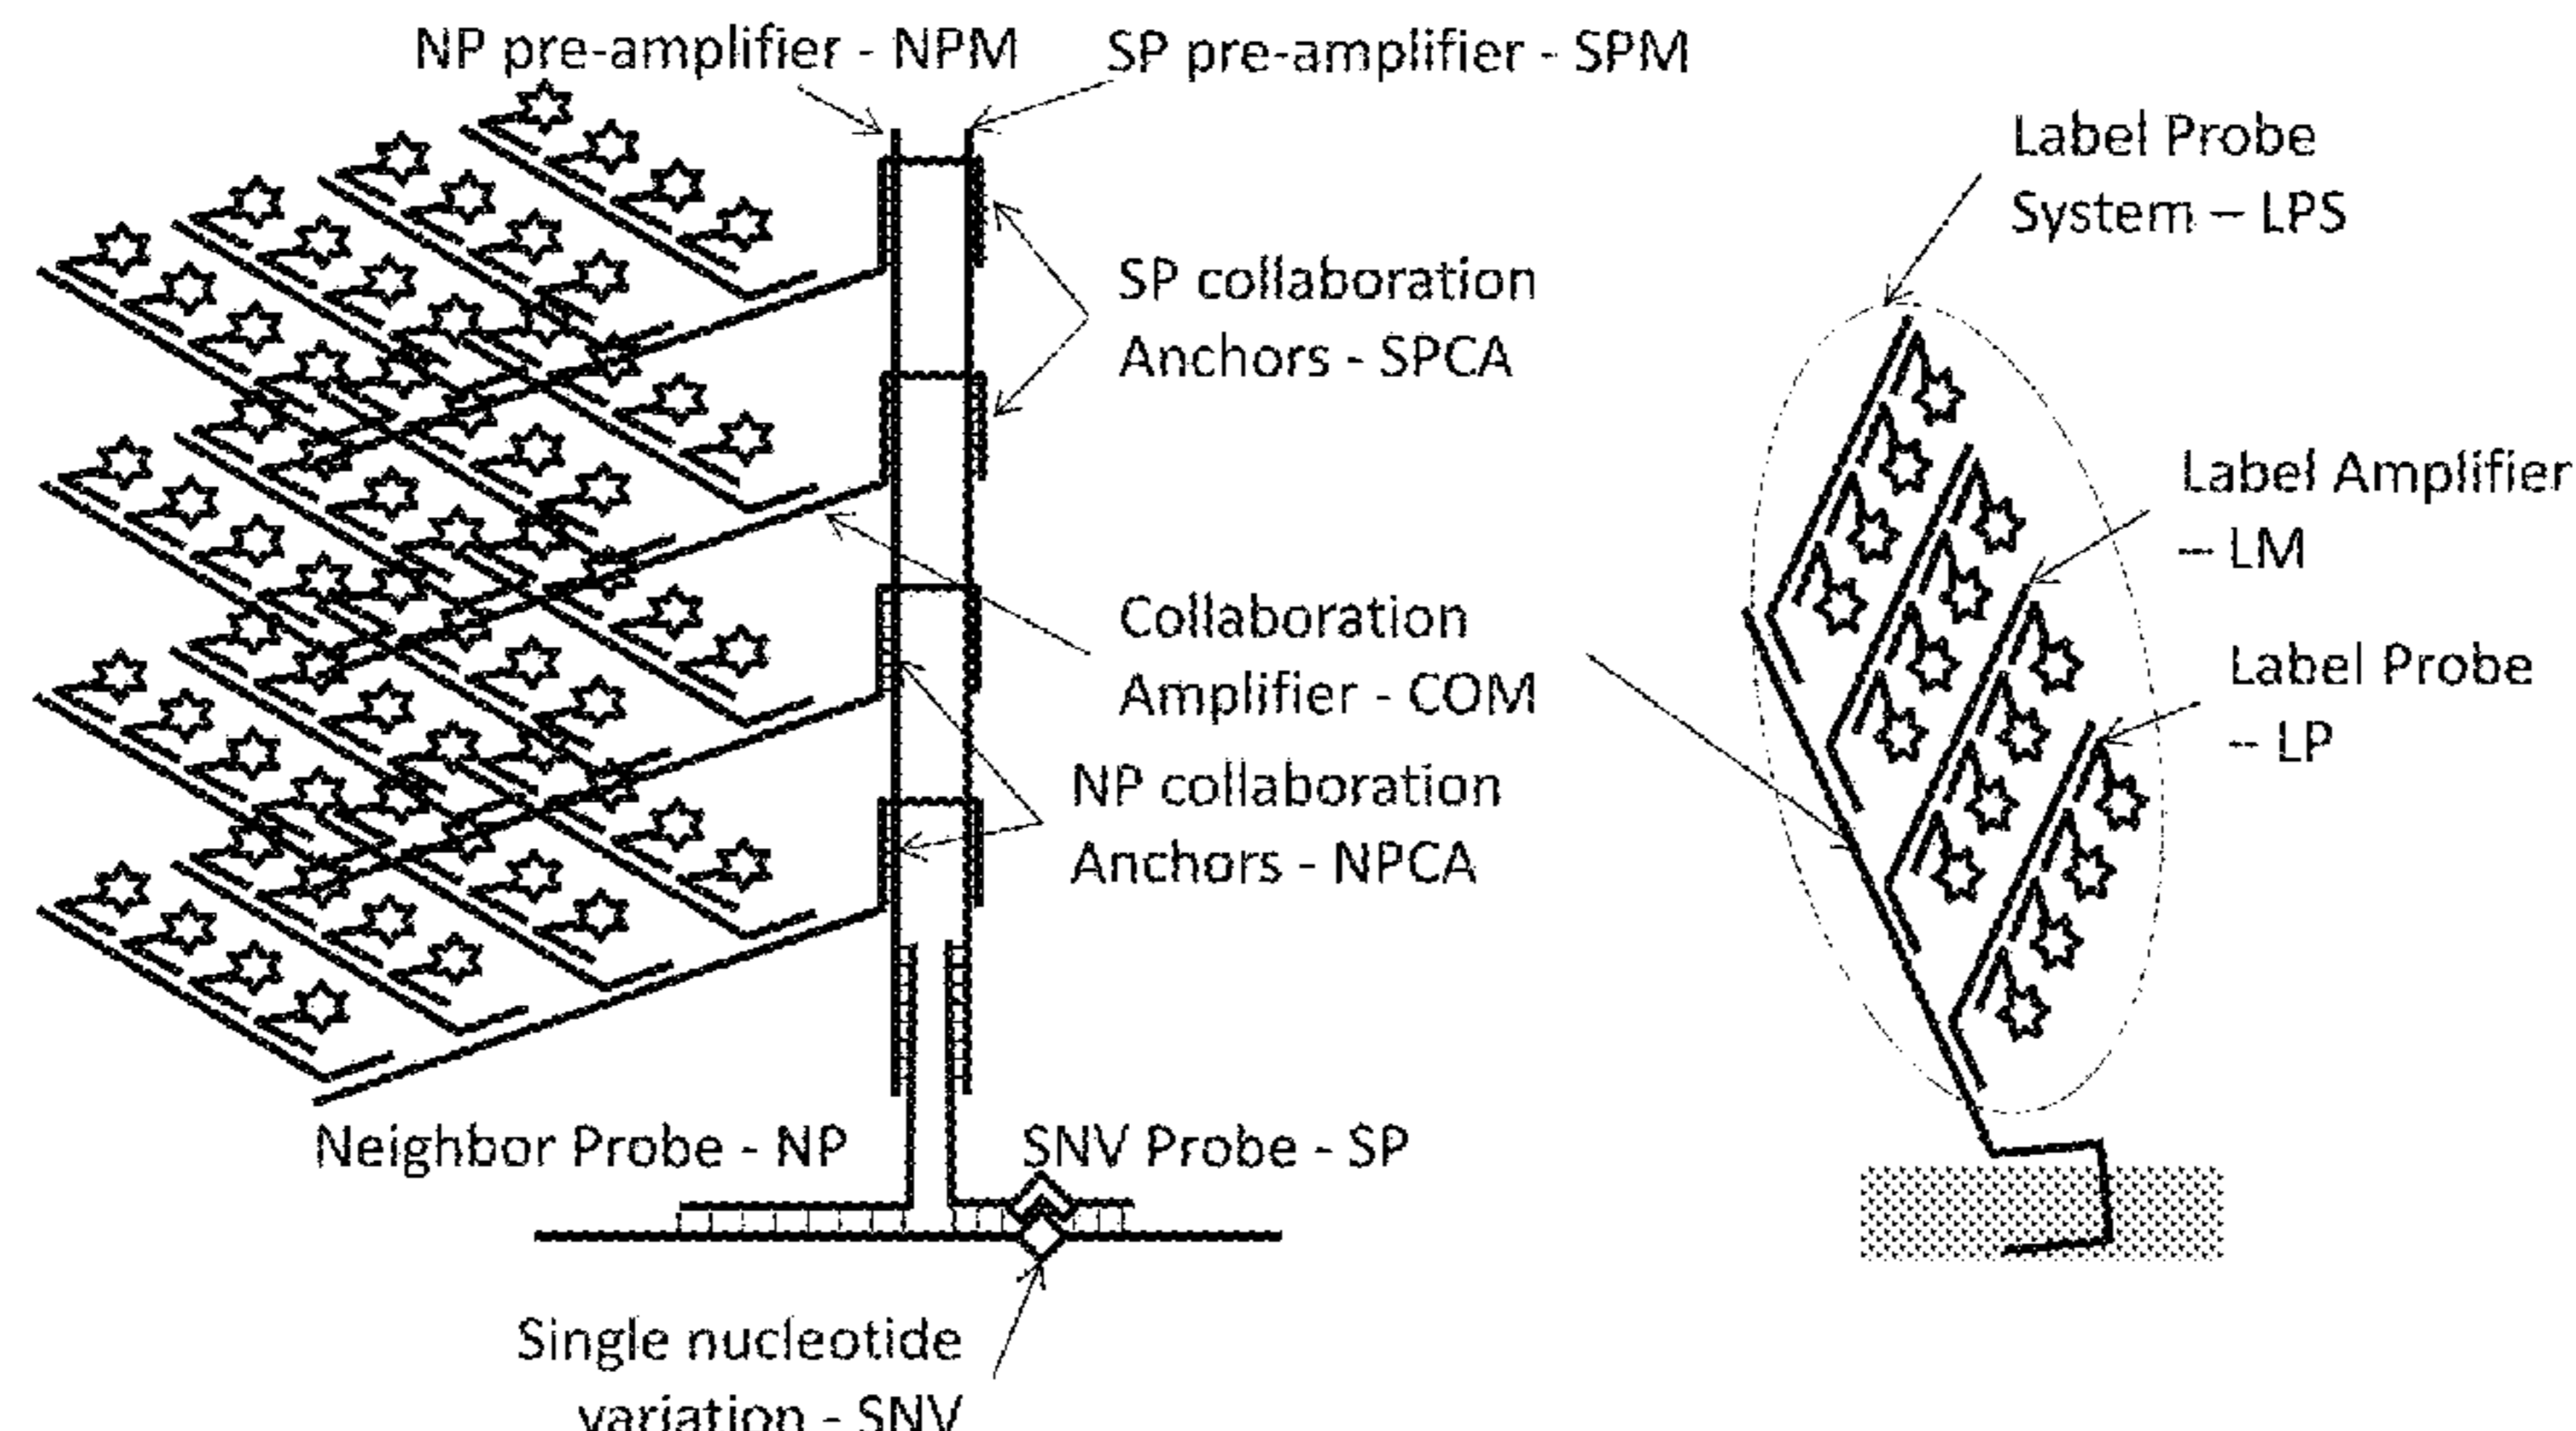 NP pre-amplifier - NPM
SP pre-amplifier - SPM
Label Probe
System – LPS
SP collaboration
Anchors - SPCA
Label Amplifier
-- LM
Collaboration
Amplifier - COM
Label Probe
-- LP
NP collaboration
Anchors - NPCA
Neighbor Probe - NP
SNV Probe - SP
Single nucleotide
variation - SNV